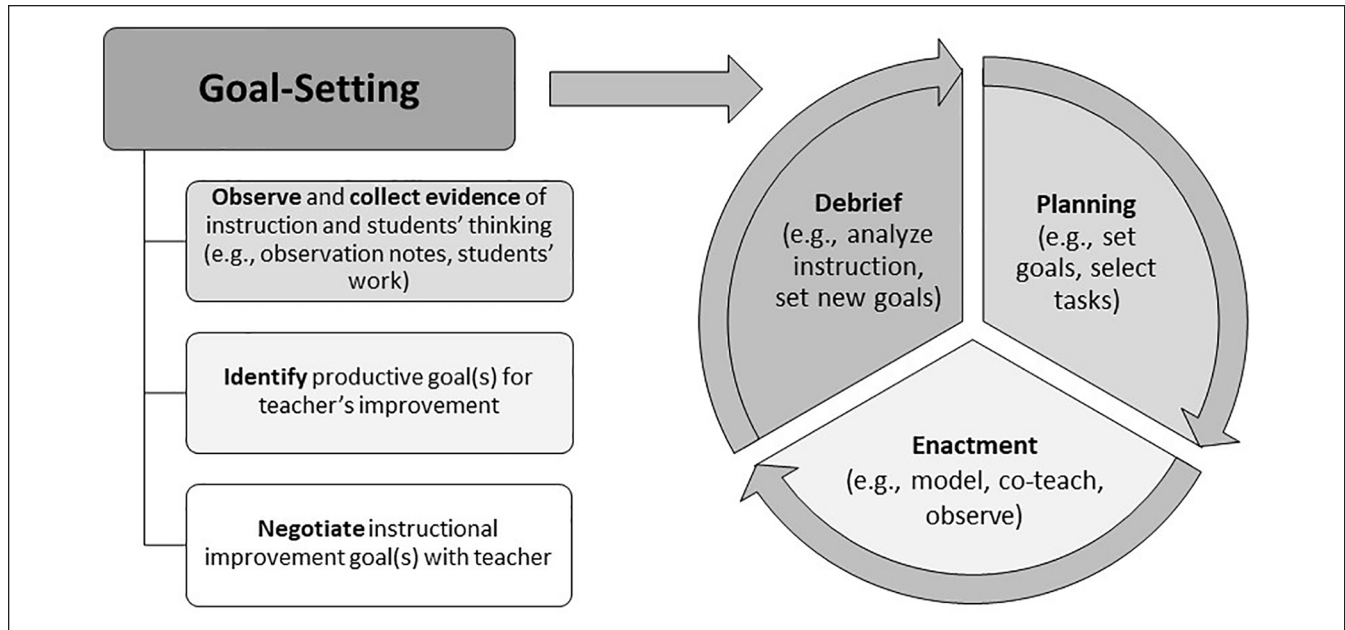 Goal-Setting
Observe and collect evidence of
instruction and students’ thinking
(e.g., observation notes, students’
work)
Identify productive goal(s) for
teacher’s improvement
Negotiate instructional
improvement goal(s) with teacher
Debrief
(e.g., analyze
instruction,
set new goals)
Planning
(e.g., set
goals, select
tasks)
Enactment
(e.g., model, co-teach,
observe)